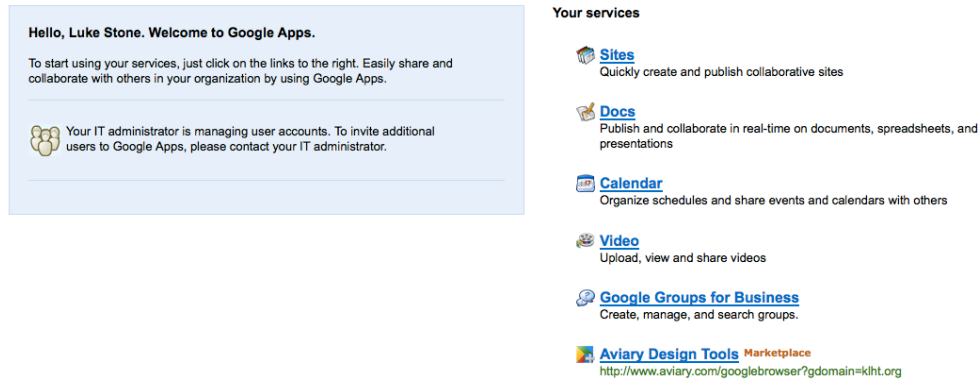 Hello, Luke Stone. Welcome to Google Apps.
To start using your services, just click on the links to the right. Easily share and
collaborate with others in your organization by using Google Apps.
Your IT administrator is managing user accounts. To invite additional
users to Google Apps, please contact your IT administrator.
Your services
Sites
Quickly create and publish collaborative sites
Docs
Publish and collaborate in real-time on documents, spreadsheets, and
presentations
Calendar
Organize schedules and share events and calendars with others
Video
Upload, view and share videos
Google Groups for Business
Create, manage, and search groups.
Aviary Design Tools Marketplace
http://www.aviary.com/googlebrowser?gdomain=klht.org